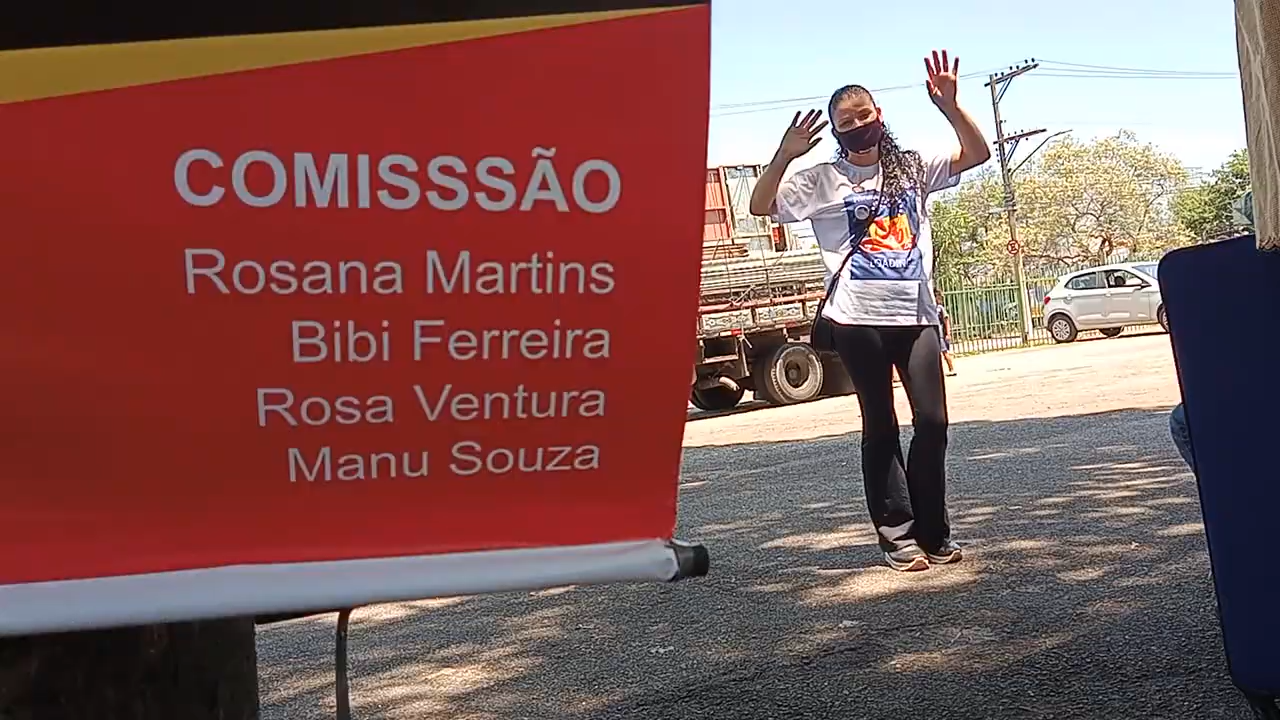 COMISSSÃO
Rosana Martins
Bibi Ferreira
Rosa Ventura
Manu Souza